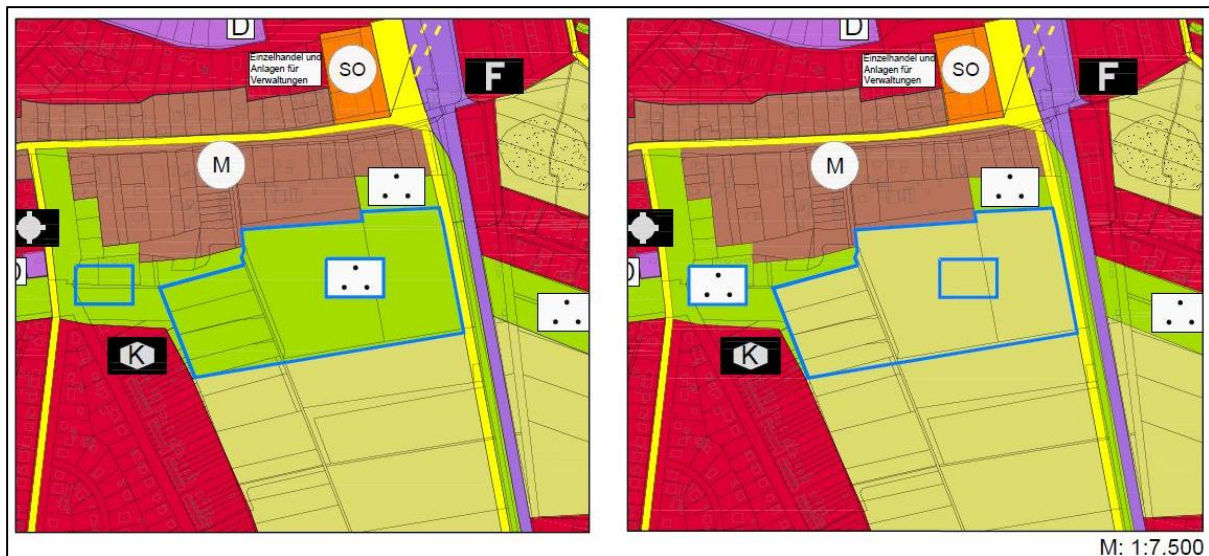 D
Einzelhandel und
Anlagen für
Verwaltungen
SO
F
M
K
D
Einzelhandel und
Anlagen für
Verwaltungen
SO
F
M
K
M: 1:7.500